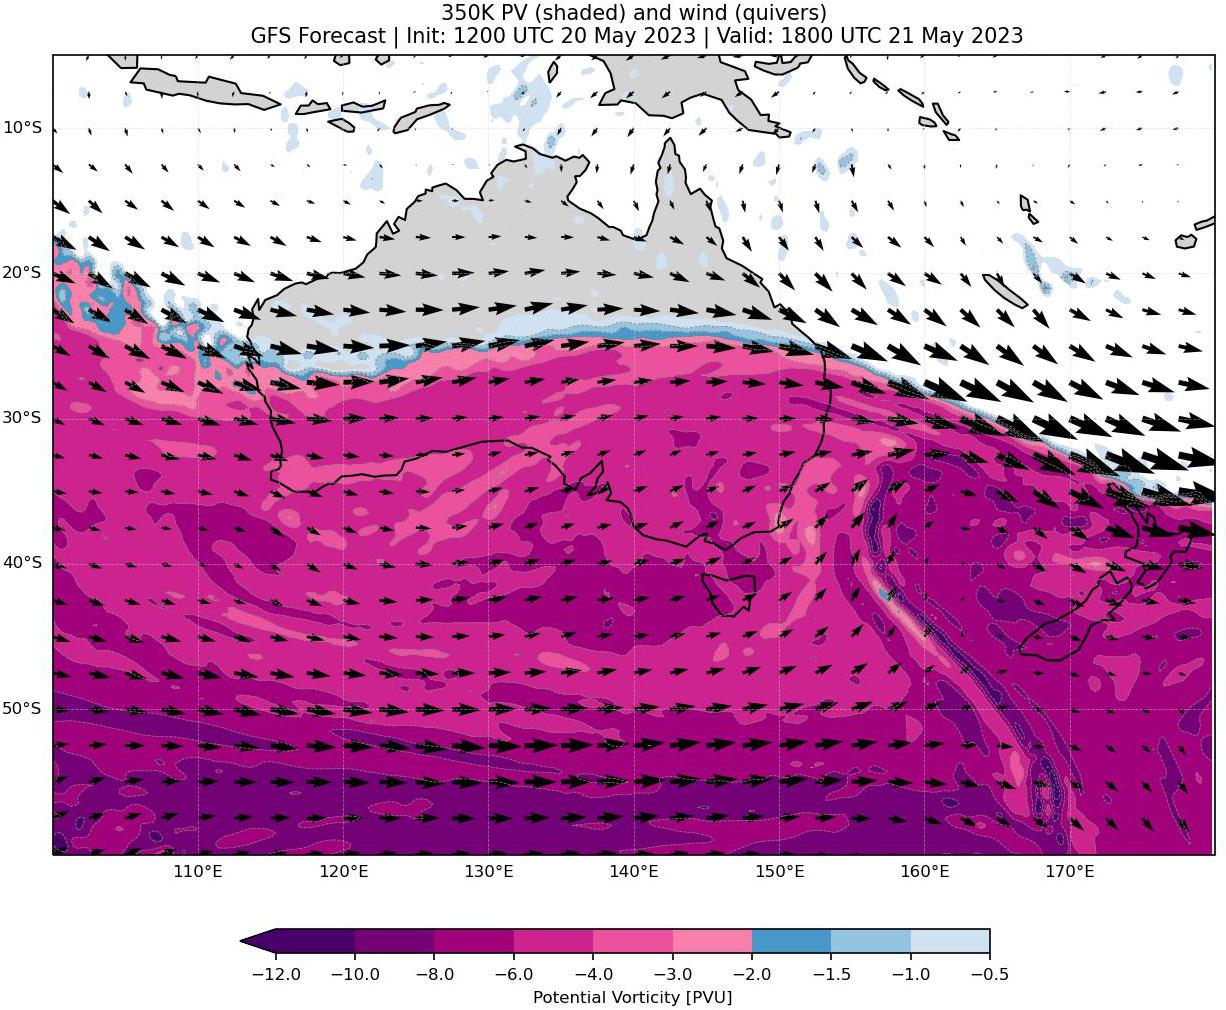 350K PV (shaded) and wind (quivers)
GFS Forecast | Init: 1200 UTC 20 May 2023 | Valid: 1800 UTC 21 May 2023
10°S
20°S
30°S
40°S
50°S
110°E 120°E 130°E 140°E 150°E 160°E 170°E
−12.0 −10.0 −8.0 −6.0 −4.0 −3.0 −2.0 −1.5 −1.0 −0.5
Potential Vorticity [PVU]